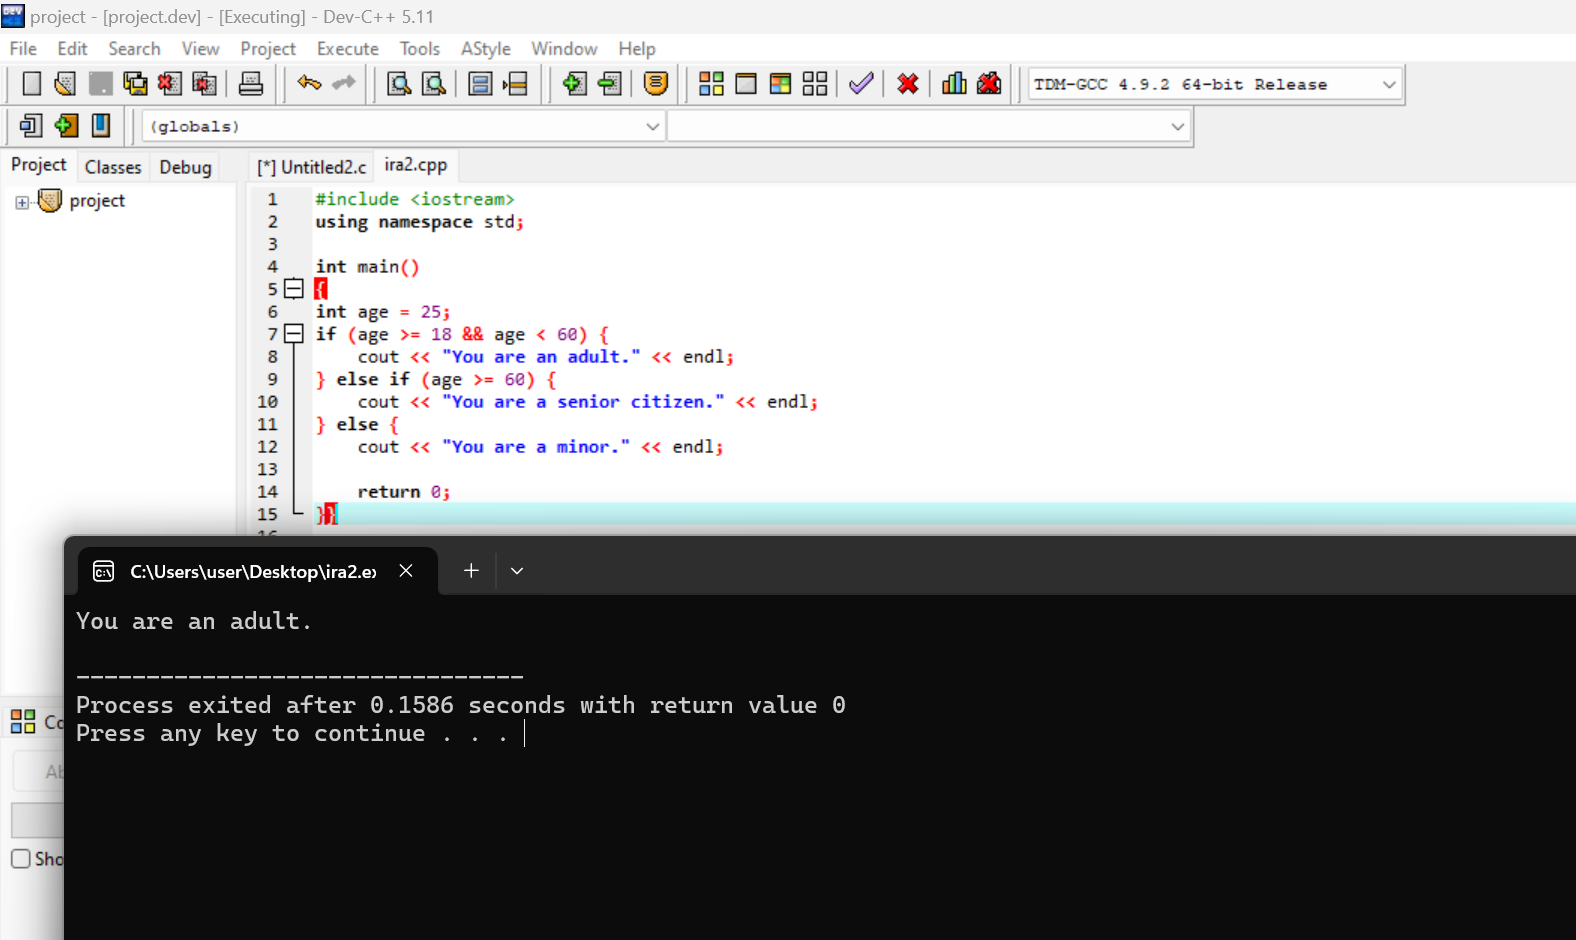 project - [project.dev] - [Executing] - Dev-C++ 5.11
File Edit Search View Project Execute Tools AStyle Window Help
TDM-GCC 4.9.2 64-bit Release
(globals)
Project Classes Debug [*] Untitled2.c ira2.cpp
project
1 #include <iostream>
2 using namespace std;
3
4 int main()
5 {
6 int age = 25;
7 if (age >= 18 && age < 60) {
8 cout << "You are an adult." << endl;
9 } else if (age >= 60) {
10 cout << "You are a senior citizen." << endl;
11 } else {
12 cout << "You are a minor." << endl;
13
14 return 0;
15 }}
C:\Users\user\Desktop\ira2.ex
You are an adult.
--------------------------------
Process exited after 0.1586 seconds with return value 0
Press any key to continue . . .
Co
Ab
Sho